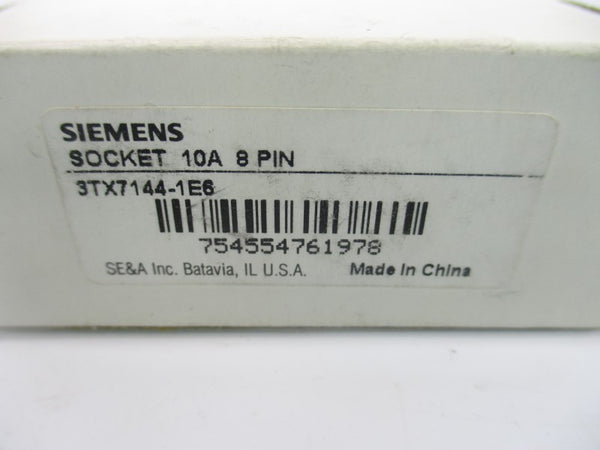 SIEMENS
SOCKET 10A 8 PIN
3TX7144-1E6
754554761978
SE&A Inc. Batavia, IL U.S.A. Made In China